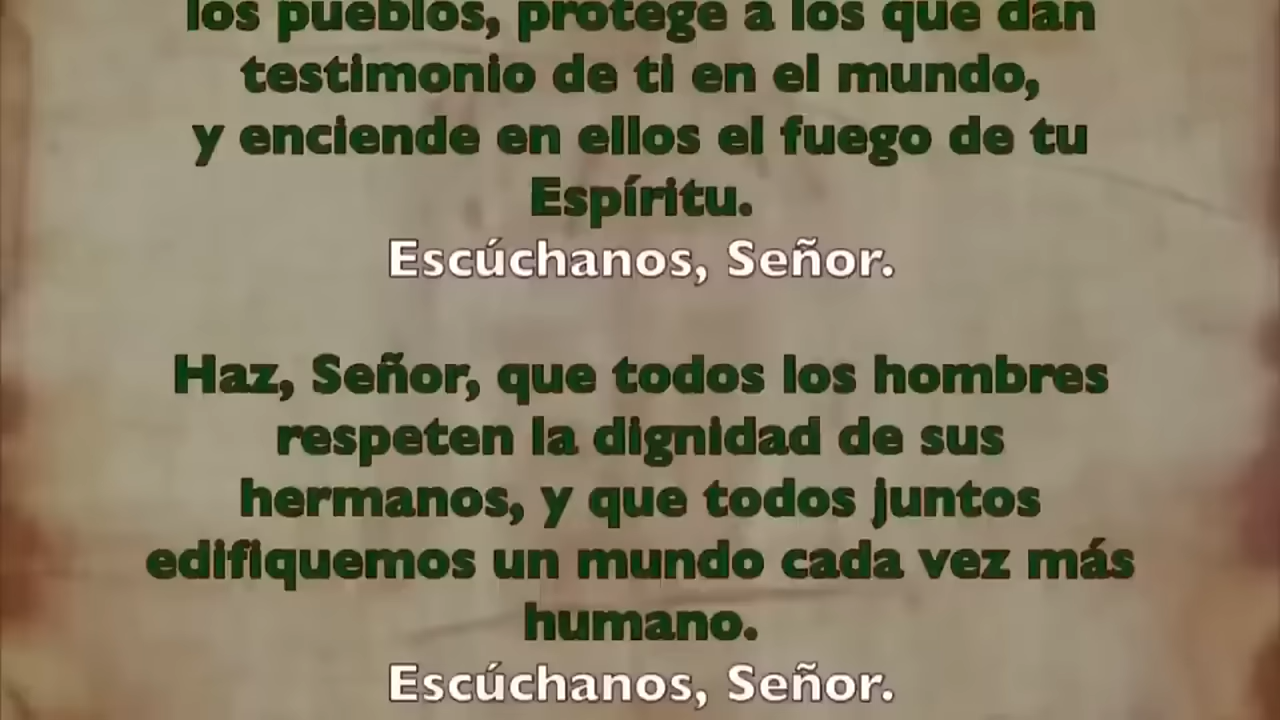 los pueblos, protege a los que dan
testimonio de ti en el mundo,
y enciende en ellos el fuego de tu
Espíritu.
Escúchanos, Señor.
Haz, Señor, que todos los hombres
respeten la dignidad de sus
hermanos, y que todos juntos
edifiquemos un mundo cada vez más
humano.
Escúchanos, Señor.